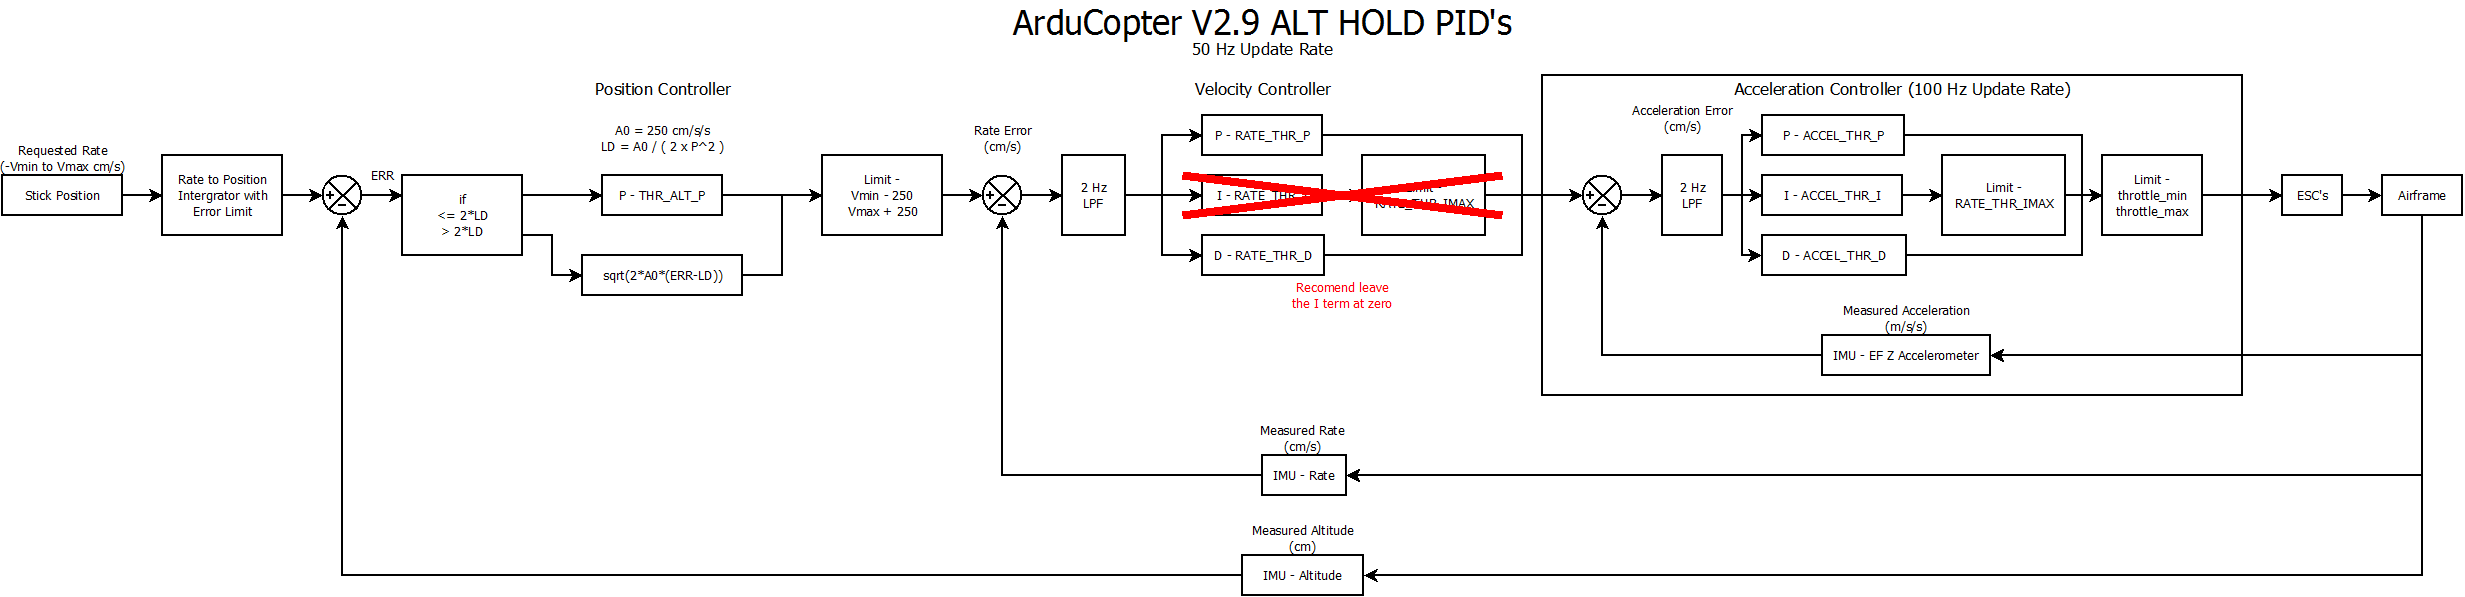 ArduCopter V2.9 ALT HOLD PID's
50 Hz Update Rate
Position Controller
A0 = 250 cm/s/s
LD = A0 / ( 2 x P^2 )
Velocity Controller
Acceleration Controller (100 Hz Update Rate)
Requested Rate
(-Vmin to Vmax cm/s)
Stick Position
Rate to Position
Intergrator with
Error Limit
+
-
ERR
if
<= 2*LD
> 2*LD
P - THR_ALT_P
sqrt(2*A0*(ERR-LD))
Limit -
Vmin - 250
Vmax + 250
Rate Error
(cm/s)
+
-
2 Hz
LPF
P - RATE_THR_P
I - RATE_THR
Limit
RATE_THR_IMAX
D - RATE_THR_D
Recomend leave
the I term at zero
Acceleration Error
(cm/s)
+
-
2 Hz
LPF
P - ACCEL_THR_P
I - ACCEL_THR_I
D - ACCEL_THR_D
Limit -
RATE_THR_IMAX
Limit -
throttle_min
throttle_max
ESC's
Airframe
Measured Acceleration
(m/s/s)
IMU - EF Z Accelerometer
Measured Rate
(cm/s)
IMU - Rate
Measured Altitude
(cm)
IMU - Altitude